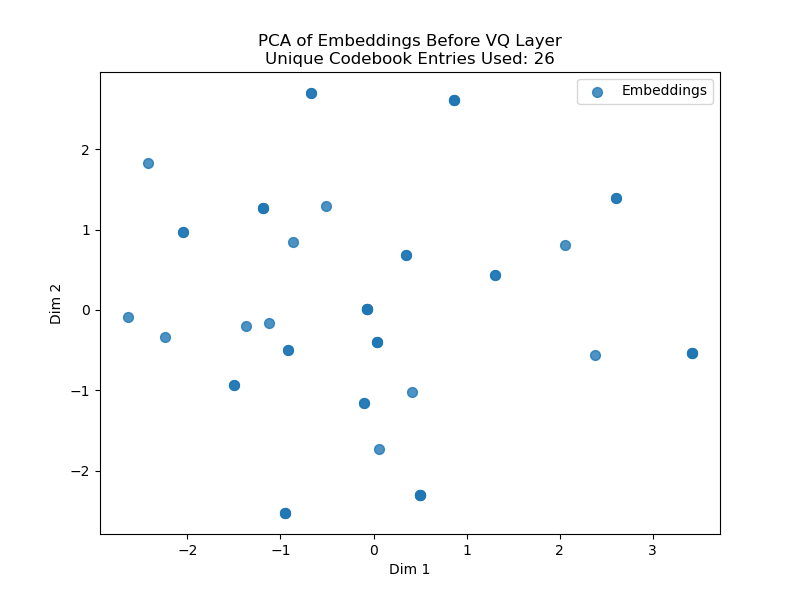 PCA of Embeddings Before VQ Layer
Unique Codebook Entries Used: 26
Embeddings
2
1
0
−1
−2
Dim 2
−2
−1
0
1
2
3
Dim 1